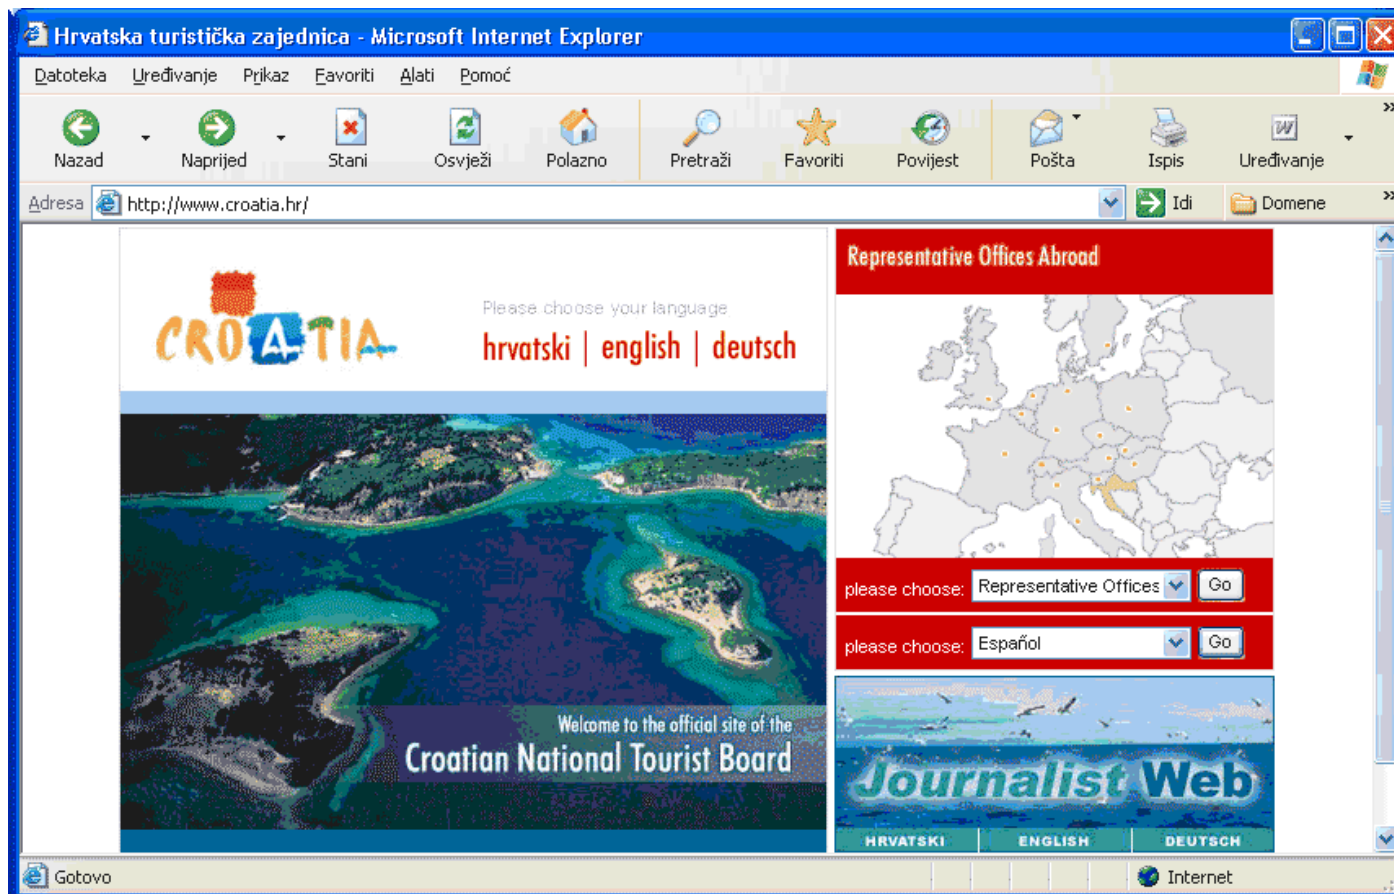 Hrvatska turistička zajednica - Microsoft Internet Explorer
Datoteka Uređivanje Prikaz Favoriti Alati Pomoć
Nazad Naprijed Stani Osvježi Polazno Pretraži Favoriti Povijest Pošta Ispis Uređivanje
Adresa http://www.croatia.hr/ Idi Domene
CROATIA
Please choose your language
hrvatski | english | deutsch
Welcome to the official site of the
Croatian National Tourist Board
Representative Offices Abroad
please choose: Representative Offices Go
please choose: Español Go
Journalist Web
HRVATSKI ENGLISH DEUTSCH
Gotovo Internet